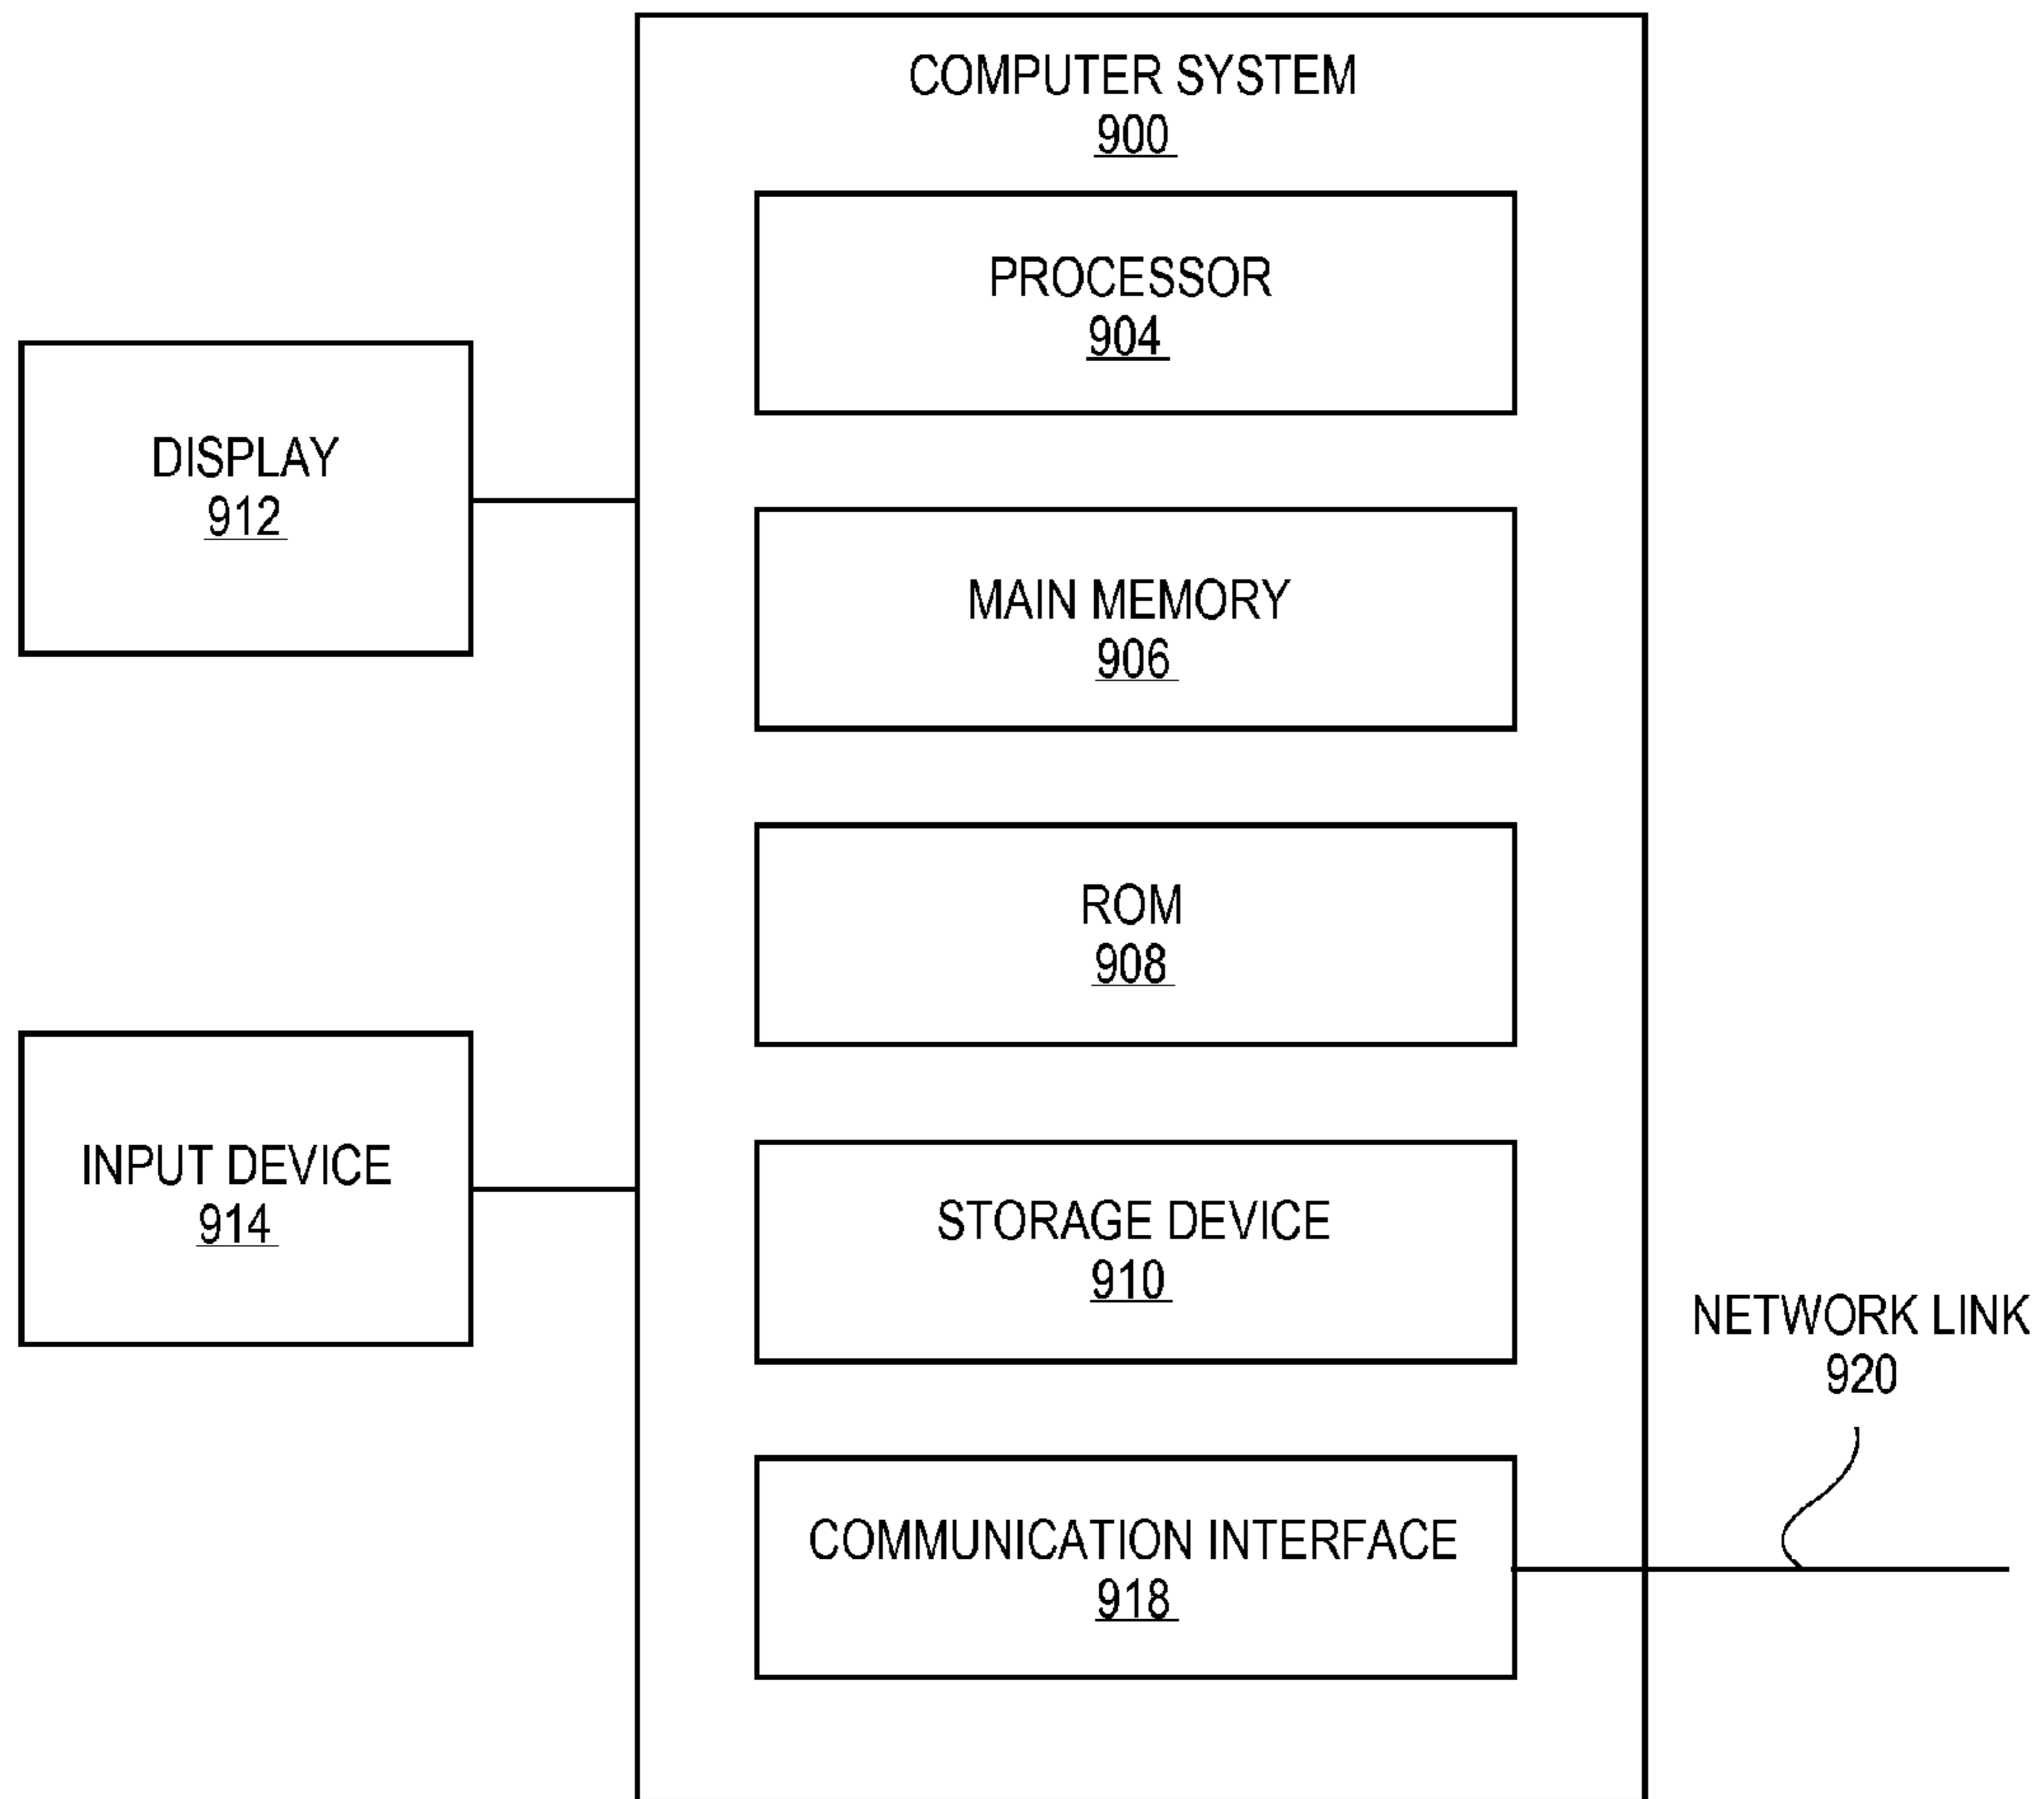 COMPUTER SYSTEM
900
PROCESSOR
904
DISPLAY
912
MAIN MEMORY
906
ROM
908
INPUT DEVICE
914
STORAGE DEVICE
910
NETWORK LINK
920
COMMUNICATION INTERFACE
918